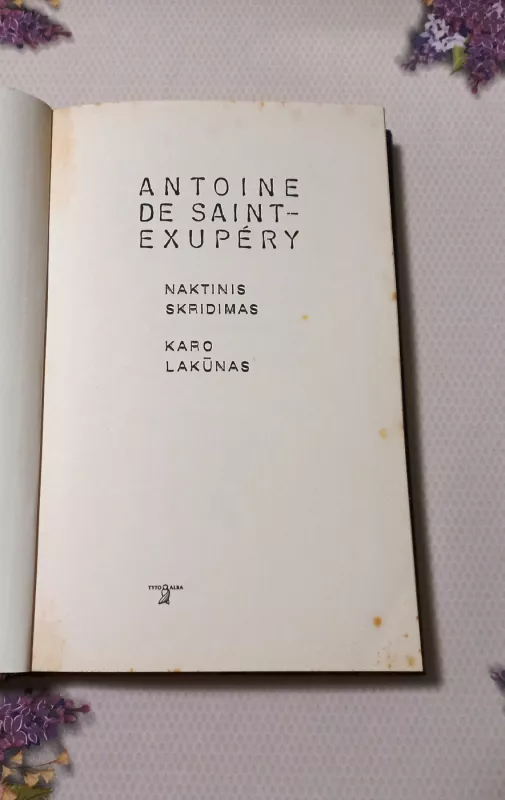 ANTOINE
DE SAINT-
EXUPÉRY
NAKTINIS
SKRIDIMAS
KARO
LAKŪNAS
TYTO ALBA